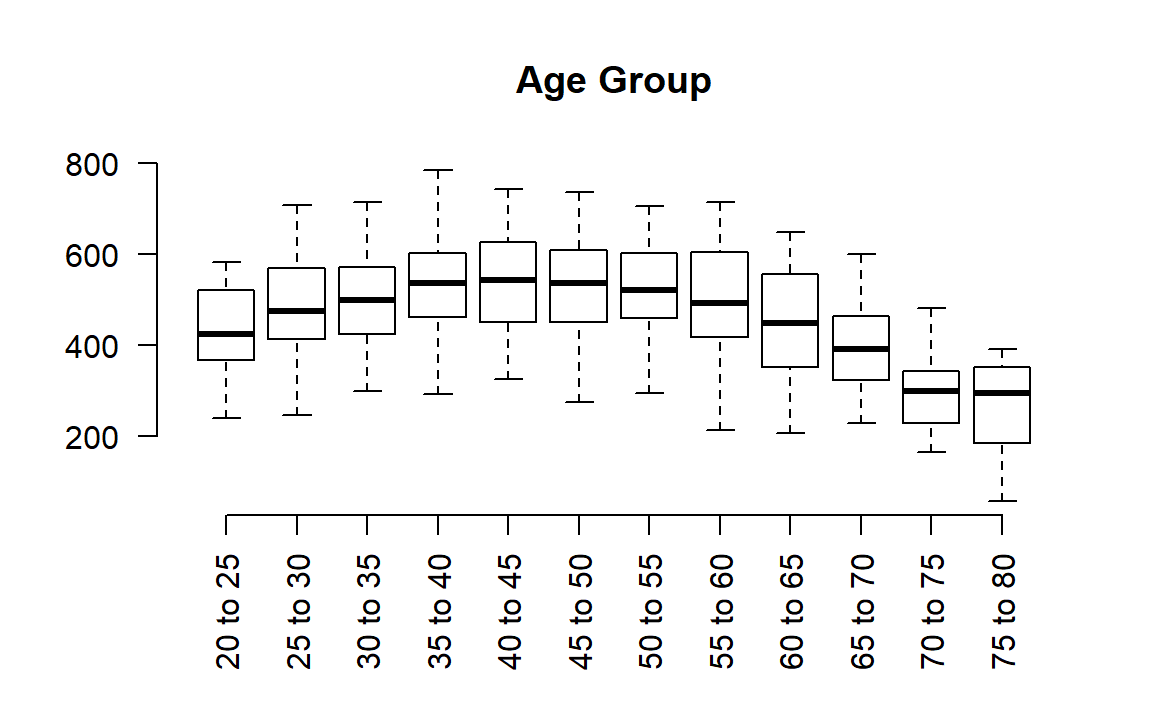 Age Group
800
600
400
200
20 to 25
25 to 30
30 to 35
35 to 40
40 to 45
45 to 50
50 to 55
55 to 60
60 to 65
65 to 70
70 to 75
75 to 80